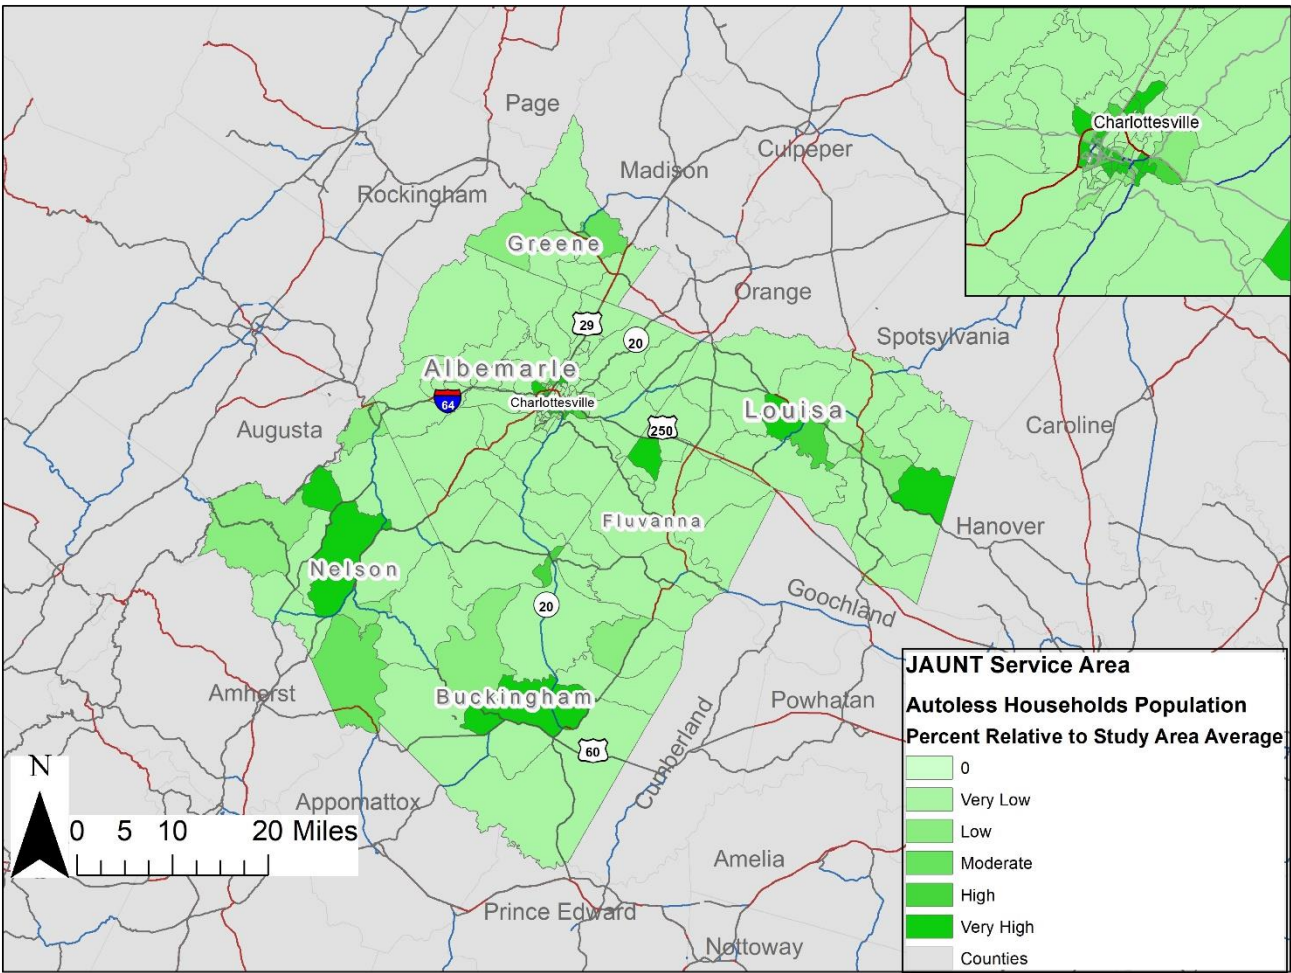 Page
Madison
Culpeper
Rockingham
Greene
Orange
29
20
Spotsylvania
Albemarle
64
Charlottesville
Louisa
250
Augusta
Caroline
Fluvanna
Hanover
Nelson
20
Goochland
Amherst
Buckingham
Powhatan
60
Cumberland
Appomattox
Amelia
Prince Edward
Nottoway
Charlottesville
N
0 5 10 20 Miles
JAUNT Service Area
Autoless Households Population
Percent Relative to Study Area Average
0
Very Low
Low
Moderate
High
Very High
Counties